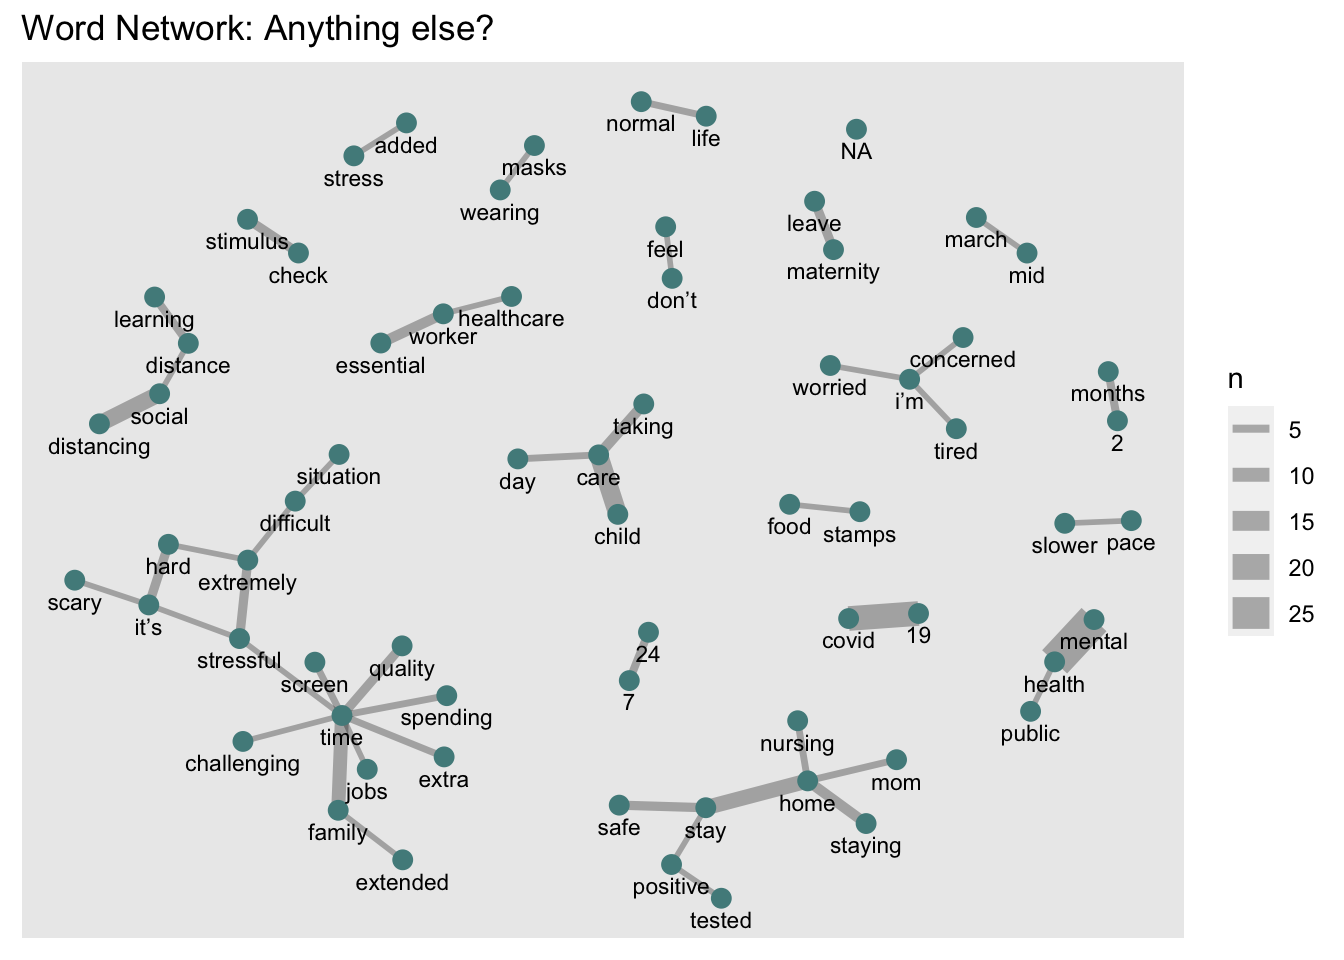 Word Network: Anything else?
normal
life
added
stress
masks
wearing
NA
stimulus
check
feel
don’t
leave
maternity
march
mid
learning
distance
social
distancing
healthcare
worker
essential
concerned
worried
i’m
tired
months
2
taking
day
care
child
situation
difficult
hard
extremely
scary
it’s
stressful
food
stamps
slower
pace
covid
19
mental
health
public
24
7
screen
quality
spending
time
challenging
jobs
extra
family
extended
nursing
mom
home
safe
stay
staying
positive
tested
n
5
10
15
20
25